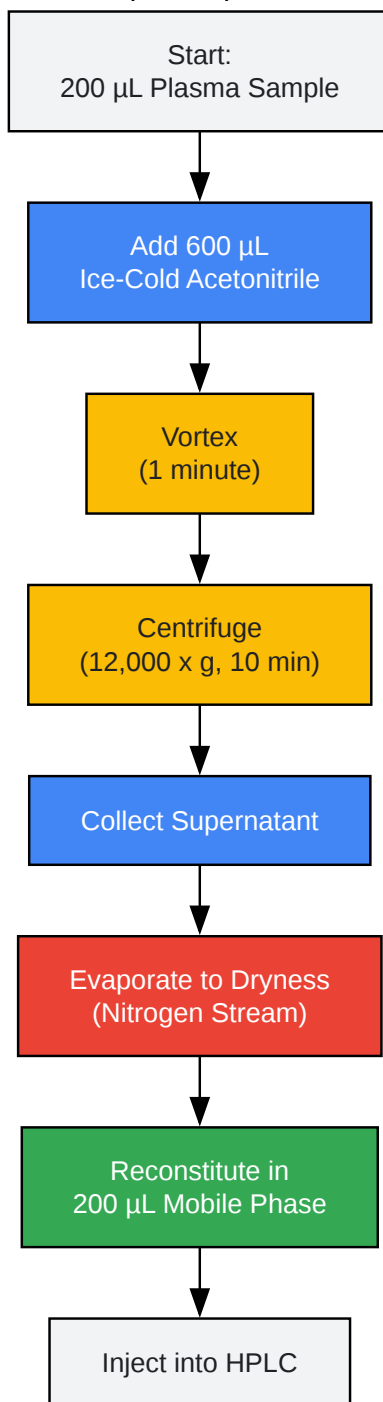 Start:
200 µL Plasma Sample
Add 600 µL
Ice-Cold Acetonitrile
Vortex
(1 minute)
Centrifuge
(12,000 x g, 10 min)
Collect Supernatant
Evaporate to Dryness
(Nitrogen Stream)
Reconstitute in
200 µL Mobile Phase
Inject into HPLC